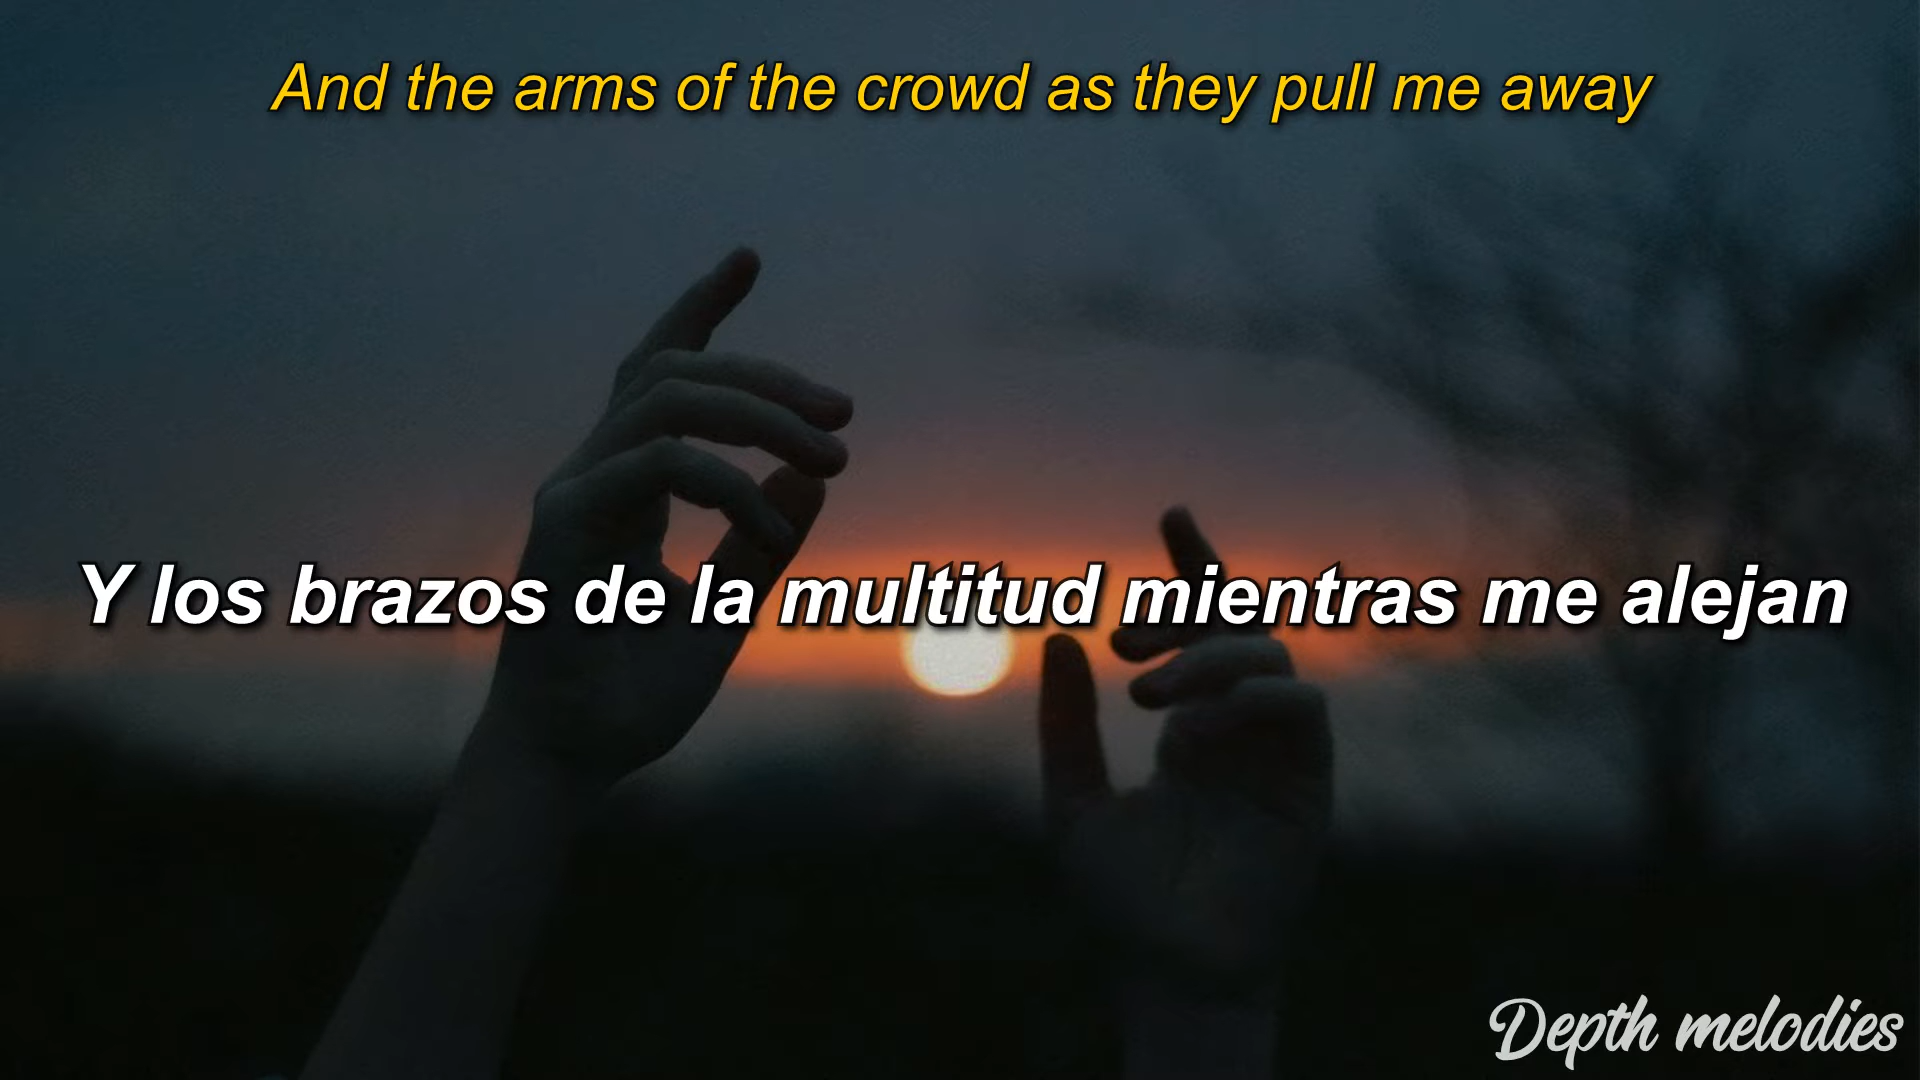 And the arms of the crowd as they pull me away
Y los brazos de la multitud mientras me alejan
Depth melodies